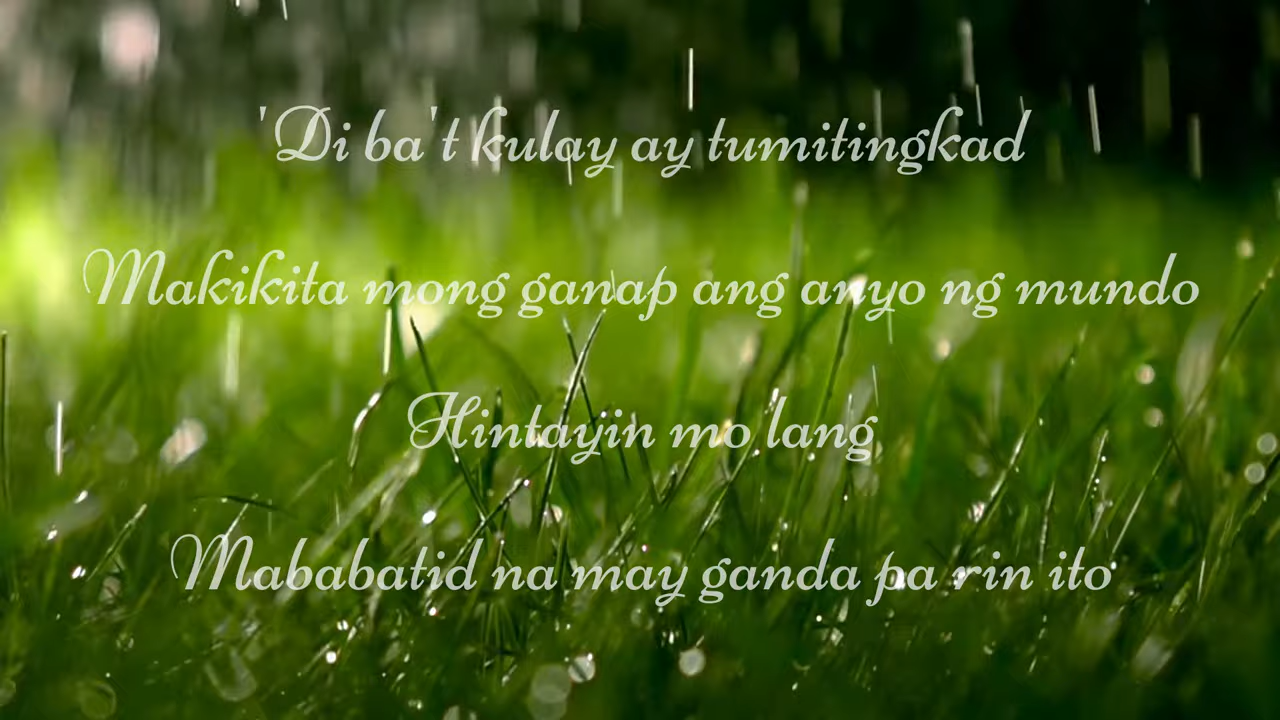 'Di ba't kulay ay tumitingkad
Makikita mong ganap ang anyo ng mundo
Hintayin mo lang
Mababatid na may ganda pa rin ito